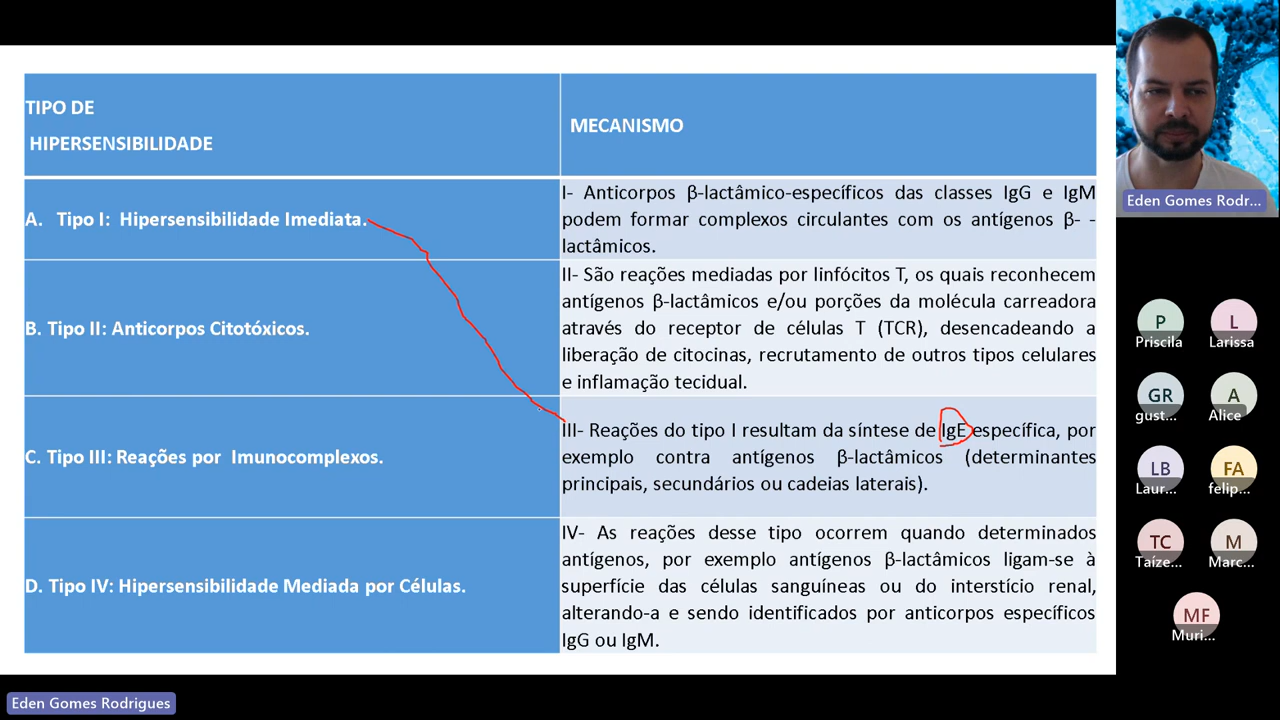 TIPO DE
HIPERSENSIBILIDADE
MECANISMO
A. Tipo I: Hipersensibilidade Imediata.
I- Anticorpos β-lactâmico-específicos das classes IgG e IgM
podem formar complexos circulantes com os antígenos β- -
lactâmicos.
B. Tipo II: Anticorpos Citotóxicos.
II- São reações mediadas por linfócitos T, os quais reconhecem
antígenos β-lactâmicos e/ou porções da molécula carreadora
através do receptor de células T (TCR), desencadeando a
liberação de citocinas, recrutamento de outros tipos celulares
e inflamação tecidual.
C. Tipo III: Reações por Imunocomplexos.
III- Reações do tipo I resultam da síntese de IgE específica, por
exemplo contra antígenos β-lactâmicos (determinantes
principais, secundários ou cadeias laterais).
D. Tipo IV: Hipersensibilidade Mediada por Células.
IV- As reações desse tipo ocorrem quando determinados
antígenos, por exemplo antígenos β-lactâmicos ligam-se à
superfície das células sanguíneas ou do interstício renal,
alterando-a e sendo identificados por anticorpos específicos
IgG ou IgM.
Eden Gomes Rodr...
P
Priscila
L
Larissa
GR
gust...
A
Alice
LB
Laur...
FA
felip...
TC
Taíze...
M
Marc...
MF
Muri...
Eden Gomes Rodrigues